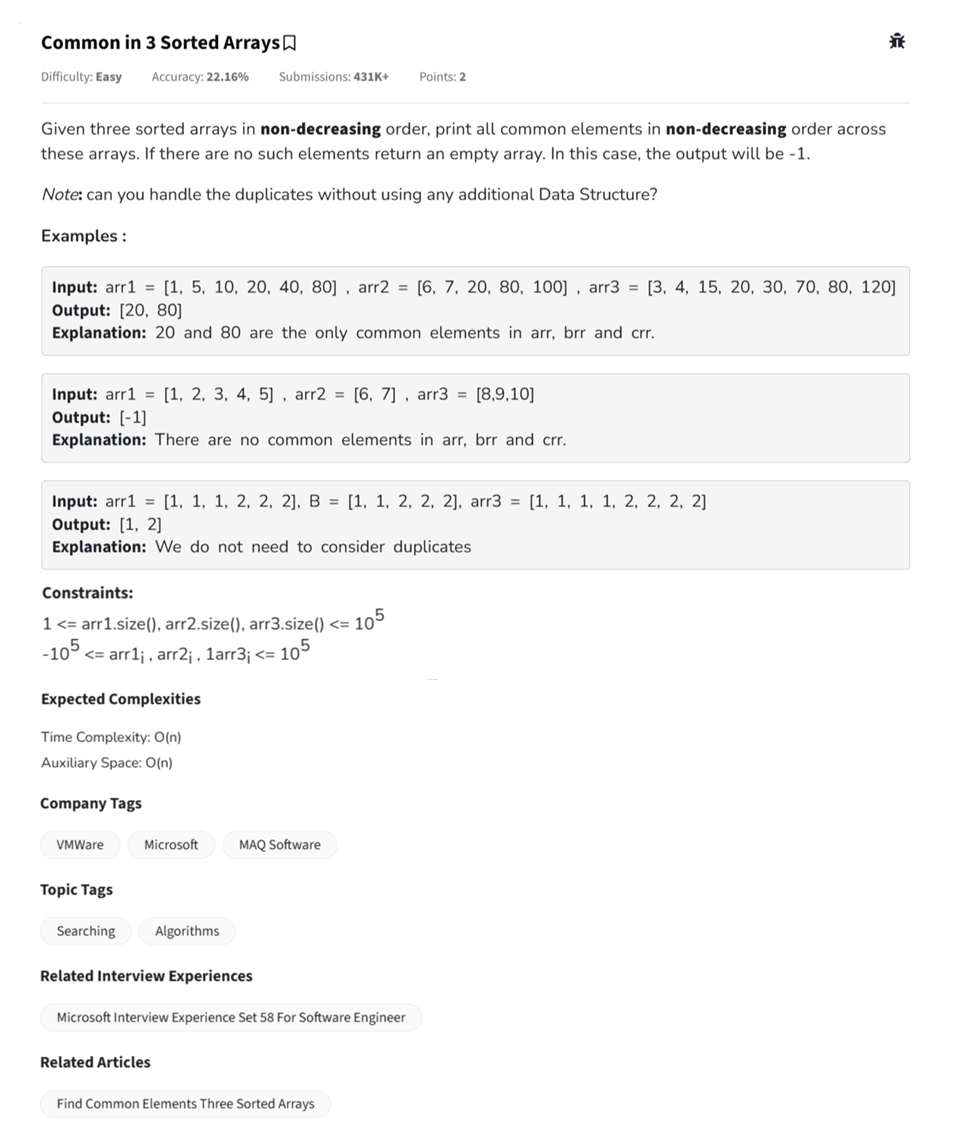 Common in 3 Sorted Arrays
Difficulty: Easy Accuracy: 22.16% Submissions: 431K+ Points: 2
Given three sorted arrays in non-decreasing order, print all common elements in non-decreasing order across
these arrays. If there are no such elements return an empty array. In this case, the output will be -1.
Note: can you handle the duplicates without using any additional Data Structure?
Examples :
Input: arr1 = [1, 5, 10, 20, 40, 80] , arr2 = [6, 7, 20, 80, 100] , arr3 = [3, 4, 15, 20, 30, 70, 80, 120]
Output: [20, 80]
Explanation: 20 and 80 are the only common elements in arr, brr and crr.
Input: arr1 = [1, 2, 3, 4, 5] , arr2 = [6, 7] , arr3 = [8,9,10]
Output: [-1]
Explanation: There are no common elements in arr, brr and crr.
Input: arr1 = [1, 1, 1, 2, 2, 2], B = [1, 1, 2, 2, 2], arr3 = [1, 1, 1, 1, 2, 2, 2, 2]
Output: [1, 2]
Explanation: We do not need to consider duplicates
Constraints:
1 <= arr1.size(), arr2.size(), arr3.size() <= 10^5
-10^5 <= arr1i , arr2i , 1arr3i <= 10^5
Expected Complexities
Time Complexity: O(n)
Auxiliary Space: O(n)
Company Tags
VMWare Microsoft MAQ Software
Topic Tags
Searching Algorithms
Related Interview Experiences
Microsoft Interview Experience Set 58 For Software Engineer
Related Articles
Find Common Elements Three Sorted Arrays